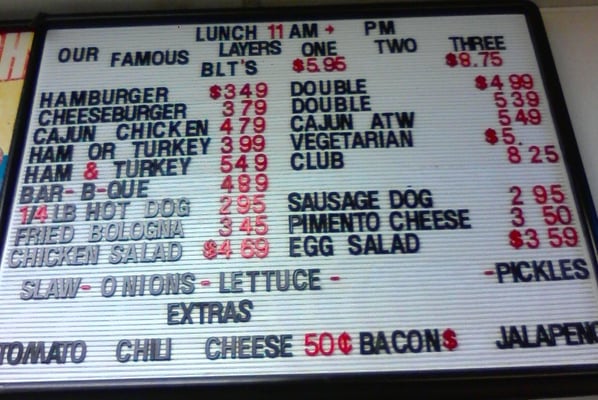 LUNCH 11 AM → PM
OUR FAMOUS LAYERS ONE TWO THREE
BLT'S $5.95 $8.75
HAMBURGER $3 49 DOUBLE $4 99
CHEESEBURGER 3 79 DOUBLE 5 39
CAJUN CHICKEN 4 79 CAJUN ATW 5 49
HAM OR TURKEY 3 99 VEGETARIAN $5.
HAM & TURKEY 5 49 CLUB 8 25
BAR-B-QUE 4 89
1/4 LB HOT DOG 2 95 SAUSAGE DOG 2 95
FRIED BOLOGNA 3 45 PIMENTO CHEESE 3 50
CHICKEN SALAD $4 69 EGG SALAD $3 59
SLAW- ONIONS - LETTUCE - -PICKLES
EXTRAS
TOMATO CHILI CHEESE 50¢ BACON $ JALAPENO